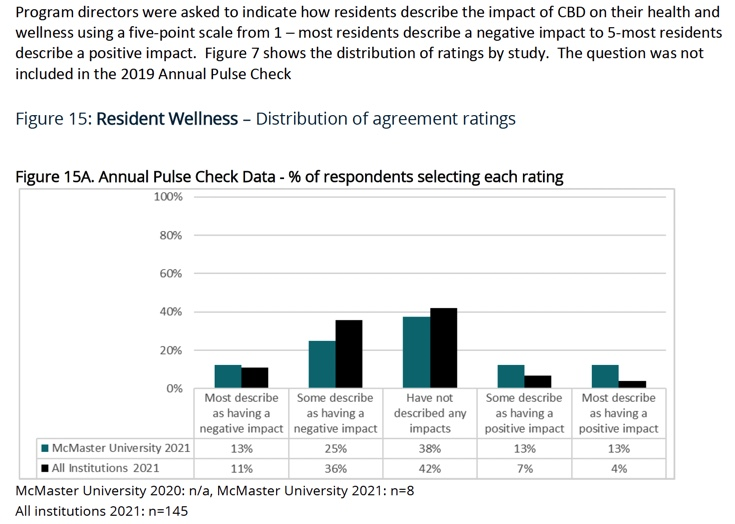 Program directors were asked to indicate how residents describe the impact of CBD on their health and
wellness using a five-point scale from 1 – most residents describe a negative impact to 5-most residents
describe a positive impact.  Figure 7 shows the distribution of ratings by study.  The question was not
included in the 2019 Annual Pulse Check
Figure 15: Resident Wellness – Distribution of agreement ratings
Figure 15A. Annual Pulse Check Data - % of respondents selecting each rating
100%
80%
60%
40%
20%
0%
Most describe as having a negative impact
Some describe as having a negative impact
Have not described any impacts
Some describe as having a positive impact
Most describe as having a positive impact
McMaster University 2021 13% 25% 38% 13% 13%
All Institutions 2021 11% 36% 42% 7% 4%
McMaster University 2020: n/a, McMaster University 2021: n=8
All institutions 2021: n=145